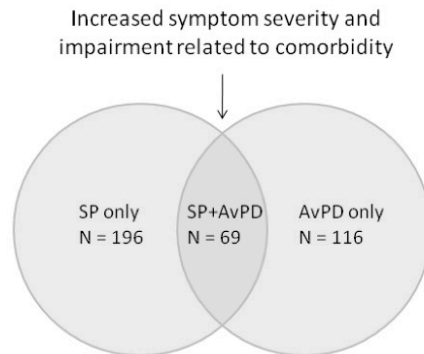 Increased symptom severity and
impairment related to comorbidity
SP only
N = 196
SP+AvPD
N = 69
AvPD only
N = 116